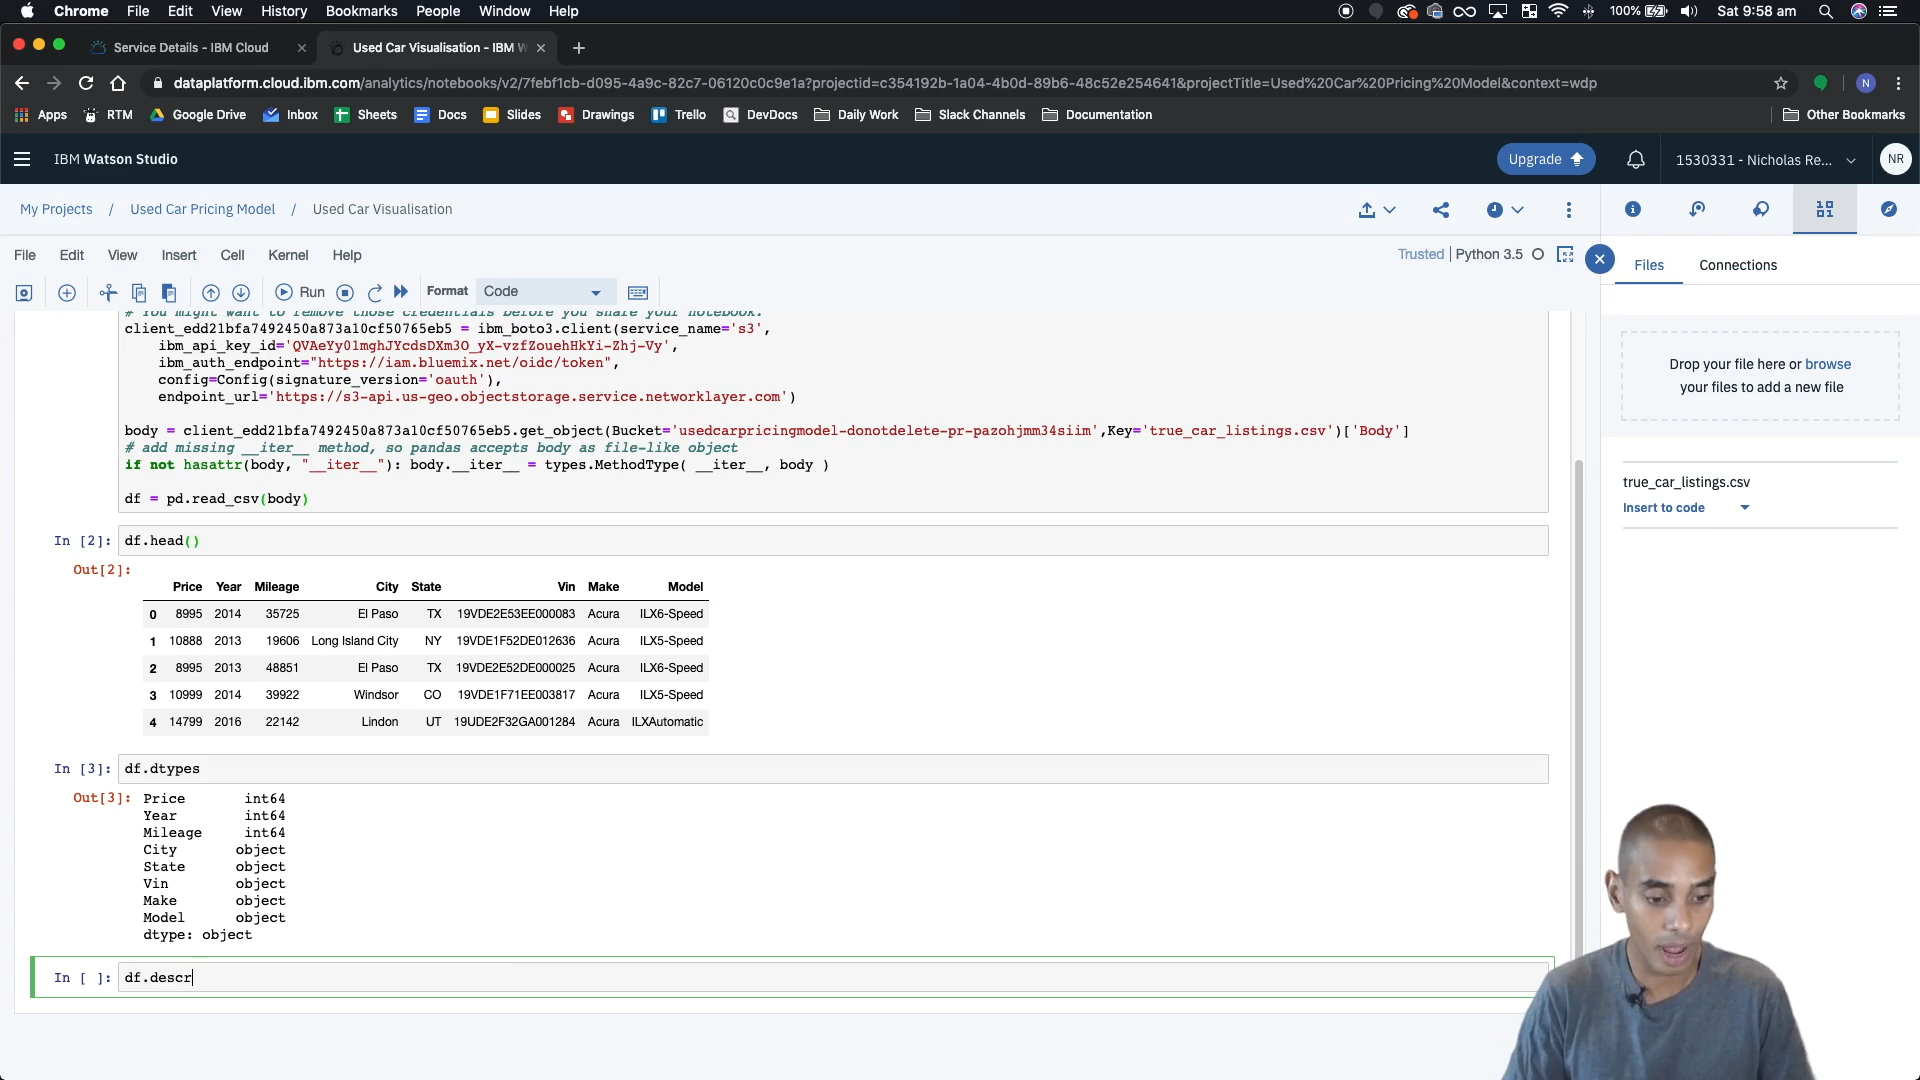 Chrome File Edit View History Bookmarks People Window Help 100% Sat 9:58 am
Service Details - IBM Cloud Used Car Visualisation - IBM W
dataplatform.cloud.ibm.com/analytics/notebooks/v2/7febf1cb-d095-4a9c-82c7-06120c0c9e1a?projectid=c354192b-1a04-4b0d-89b6-48c52e254641&projectTitle=Used%20Car%20Pricing%20Model&context=wdp N
Apps RTM Google Drive Inbox Sheets Docs Slides Drawings Trello DevDocs Daily Work Slack Channels Documentation Other Bookmarks
IBM Watson Studio Upgrade 1530331 - Nicholas Re... NR
My Projects / Used Car Pricing Model / Used Car Visualisation
File Edit View Insert Cell Kernel Help Trusted | Python 3.5 Files Connections
Run Format Code
# You might want to remove those credentials before you share your notebook.
client_edd21bfa7492450a873a10cf50765eb5 = ibm_boto3.client(service_name='s3',
ibm_api_key_id='QVAeYy01mghJYcdsDXm3O_yX-vzfZouehHkYi-Zhj-Vy',
ibm_auth_endpoint="https://iam.bluemix.net/oidc/token",
config=Config(signature_version='oauth'),
endpoint_url='https://s3-api.us-geo.objectstorage.service.networklayer.com')
body = client_edd21bfa7492450a873a10cf50765eb5.get_object(Bucket='usedcarpricingmodel-donotdelete-pr-pazohjmm34siim',Key='true_car_listings.csv')['Body']
# add missing __iter__ method, so pandas accepts body as file-like object
if not hasattr(body, "__iter__"): body.__iter__ = types.MethodType( __iter__, body )
df = pd.read_csv(body)
In [2]: df.head()
Out[2]:
Price Year Mileage City State Vin Make Model
0 8995 2014 35725 El Paso TX 19VDE2E53EE000083 Acura ILX6-Speed
1 10888 2013 19606 Long Island City NY 19VDE1F52DE012636 Acura ILX5-Speed
2 8995 2013 48851 El Paso TX 19VDE2E52DE000025 Acura ILX6-Speed
3 10999 2014 39922 Windsor CO 19VDE1F71EE003817 Acura ILX5-Speed
4 14799 2016 22142 Lindon UT 19UDE2F32GA001284 Acura ILXAutomatic
In [3]: df.dtypes
Out[3]: Price int64
Year int64
Mileage int64
City object
State object
Vin object
Make object
Model object
dtype: object
In [ ]: df.descr
Drop your file here or browse
your files to add a new file
true_car_listings.csv
Insert to code